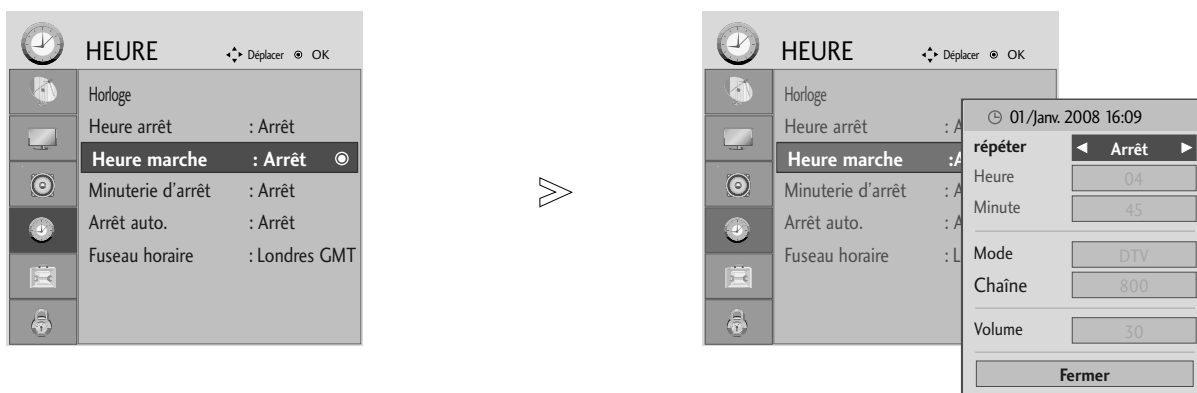 HEURE Déplacer OK
Horloge
Heure arrêt : Arrêt
Heure marche : Arrêt
Minuterie d'arrêt : Arrêt
Arrêt auto. : Arrêt
Fuseau horaire : Londres GMT
HEURE Déplacer OK
Horloge
Heure arrêt : A
Heure marche :A
Minuterie d'arrêt : A
Arrêt auto. : A
Fuseau horaire : L
01/Janv. 2008 16:09
répéter ◄ Arrêt ►
Heure 04
Minute 45
Mode DTV
Chaîne 800
Volume 30
Fermer